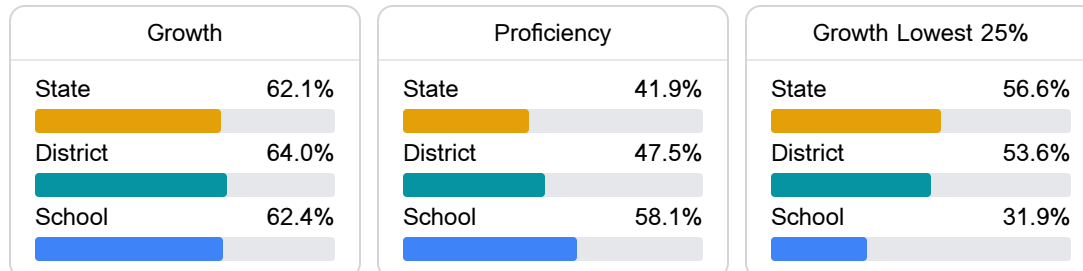 Growth
State 62.1%
District 64.0%
School 62.4%
Proficiency
State 41.9%
District 47.5%
School 58.1%
Growth Lowest 25%
State 56.6%
District 53.6%
School 31.9%